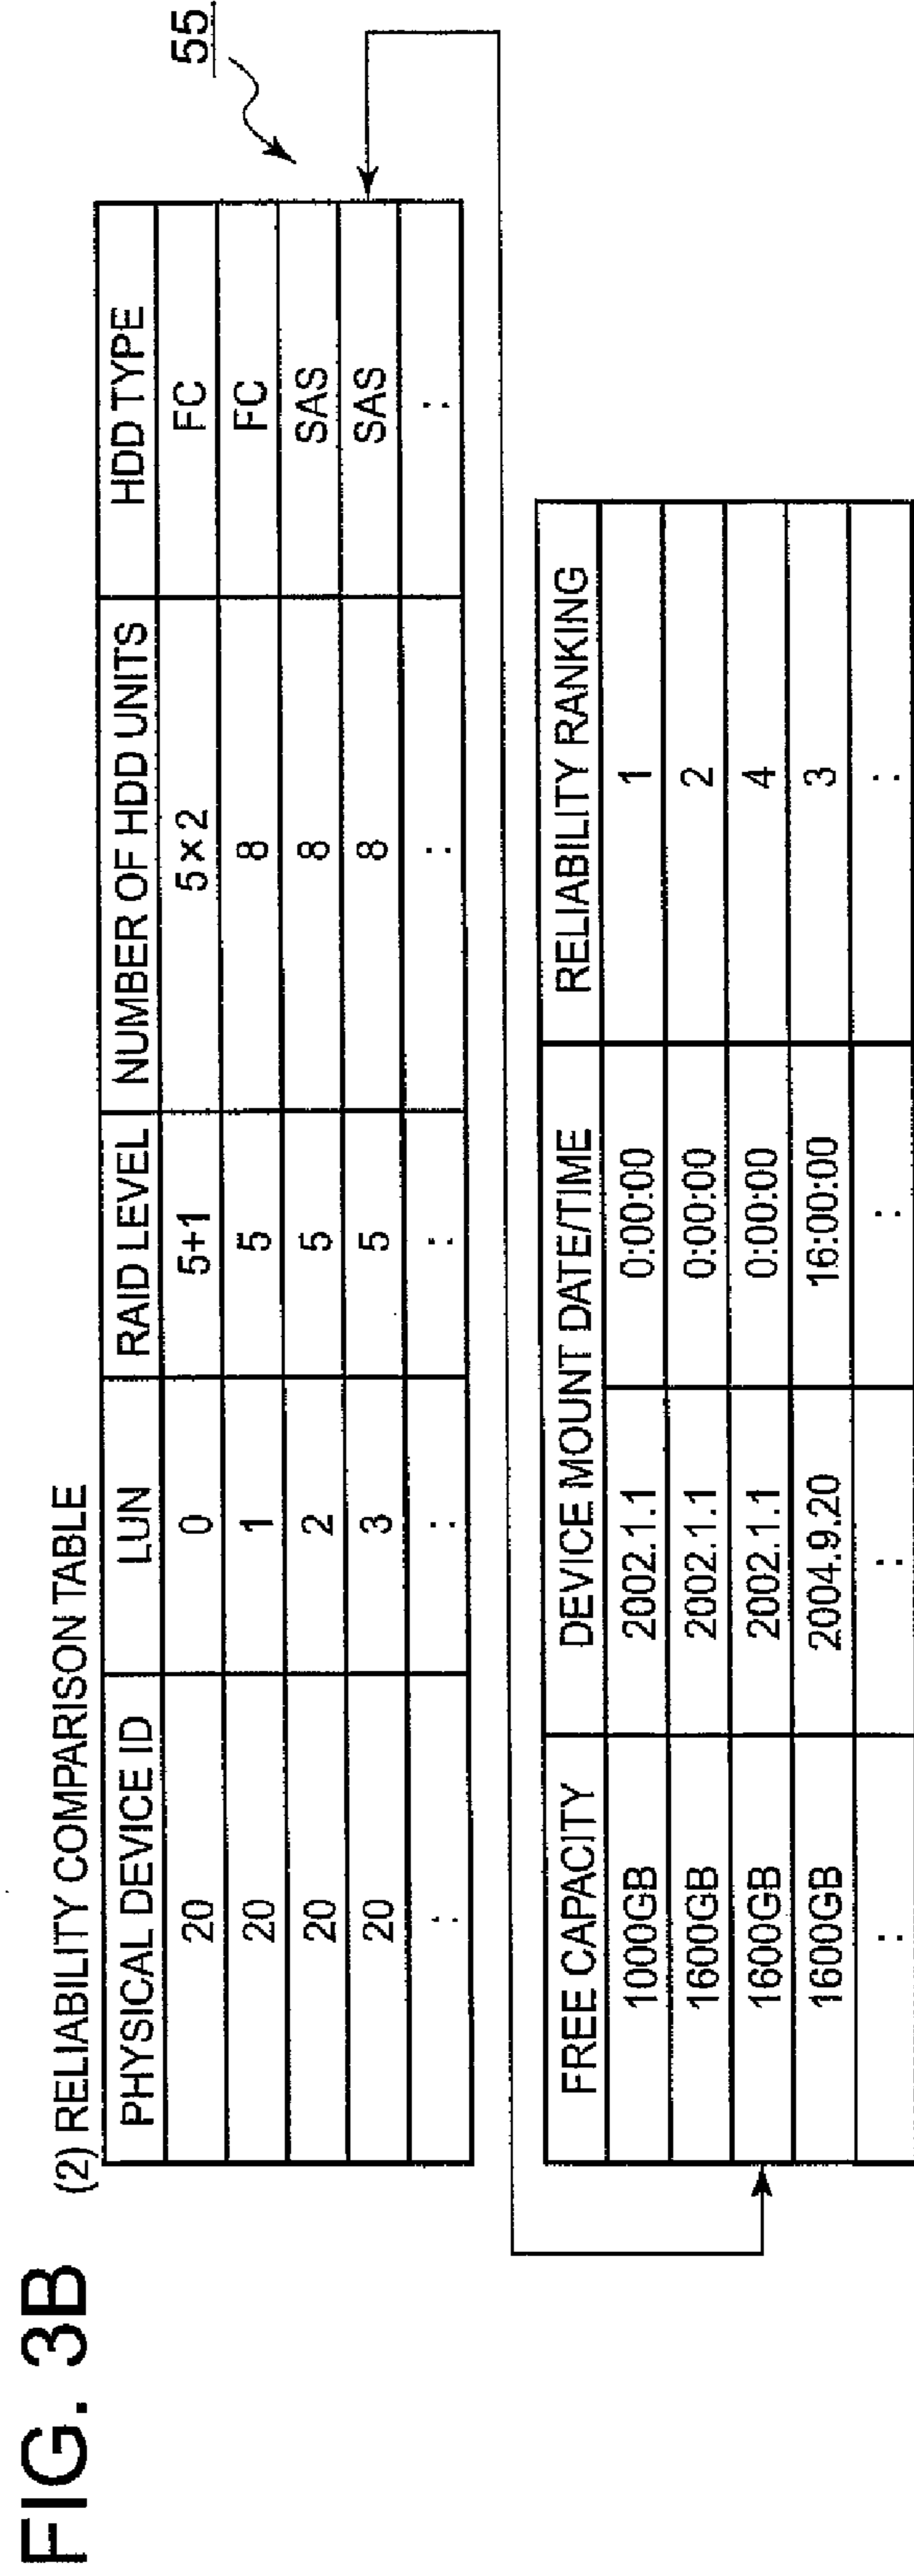 FIG. 3B
(2) RELIABILITY COMPARISON TABLE
55
PHYSICAL DEVICE ID LUN RAID LEVEL NUMBER OF HDD UNITS HDD TYPE
20 0 5+1 5×2 FC
20 1 5 8 FC
20 2 5 8 SAS
20 3 5 8 SAS
: : : : :
FREE CAPACITY DEVICE MOUNT DATE/TIME RELIABILITY RANKING
1000GB 2002.1.1 0:00:00 1
1600GB 2002.1.1 0:00:00 2
1600GB 2002.1.1 0:00:00 4
1600GB 2004.9.20 16:00:00 3
: : : :